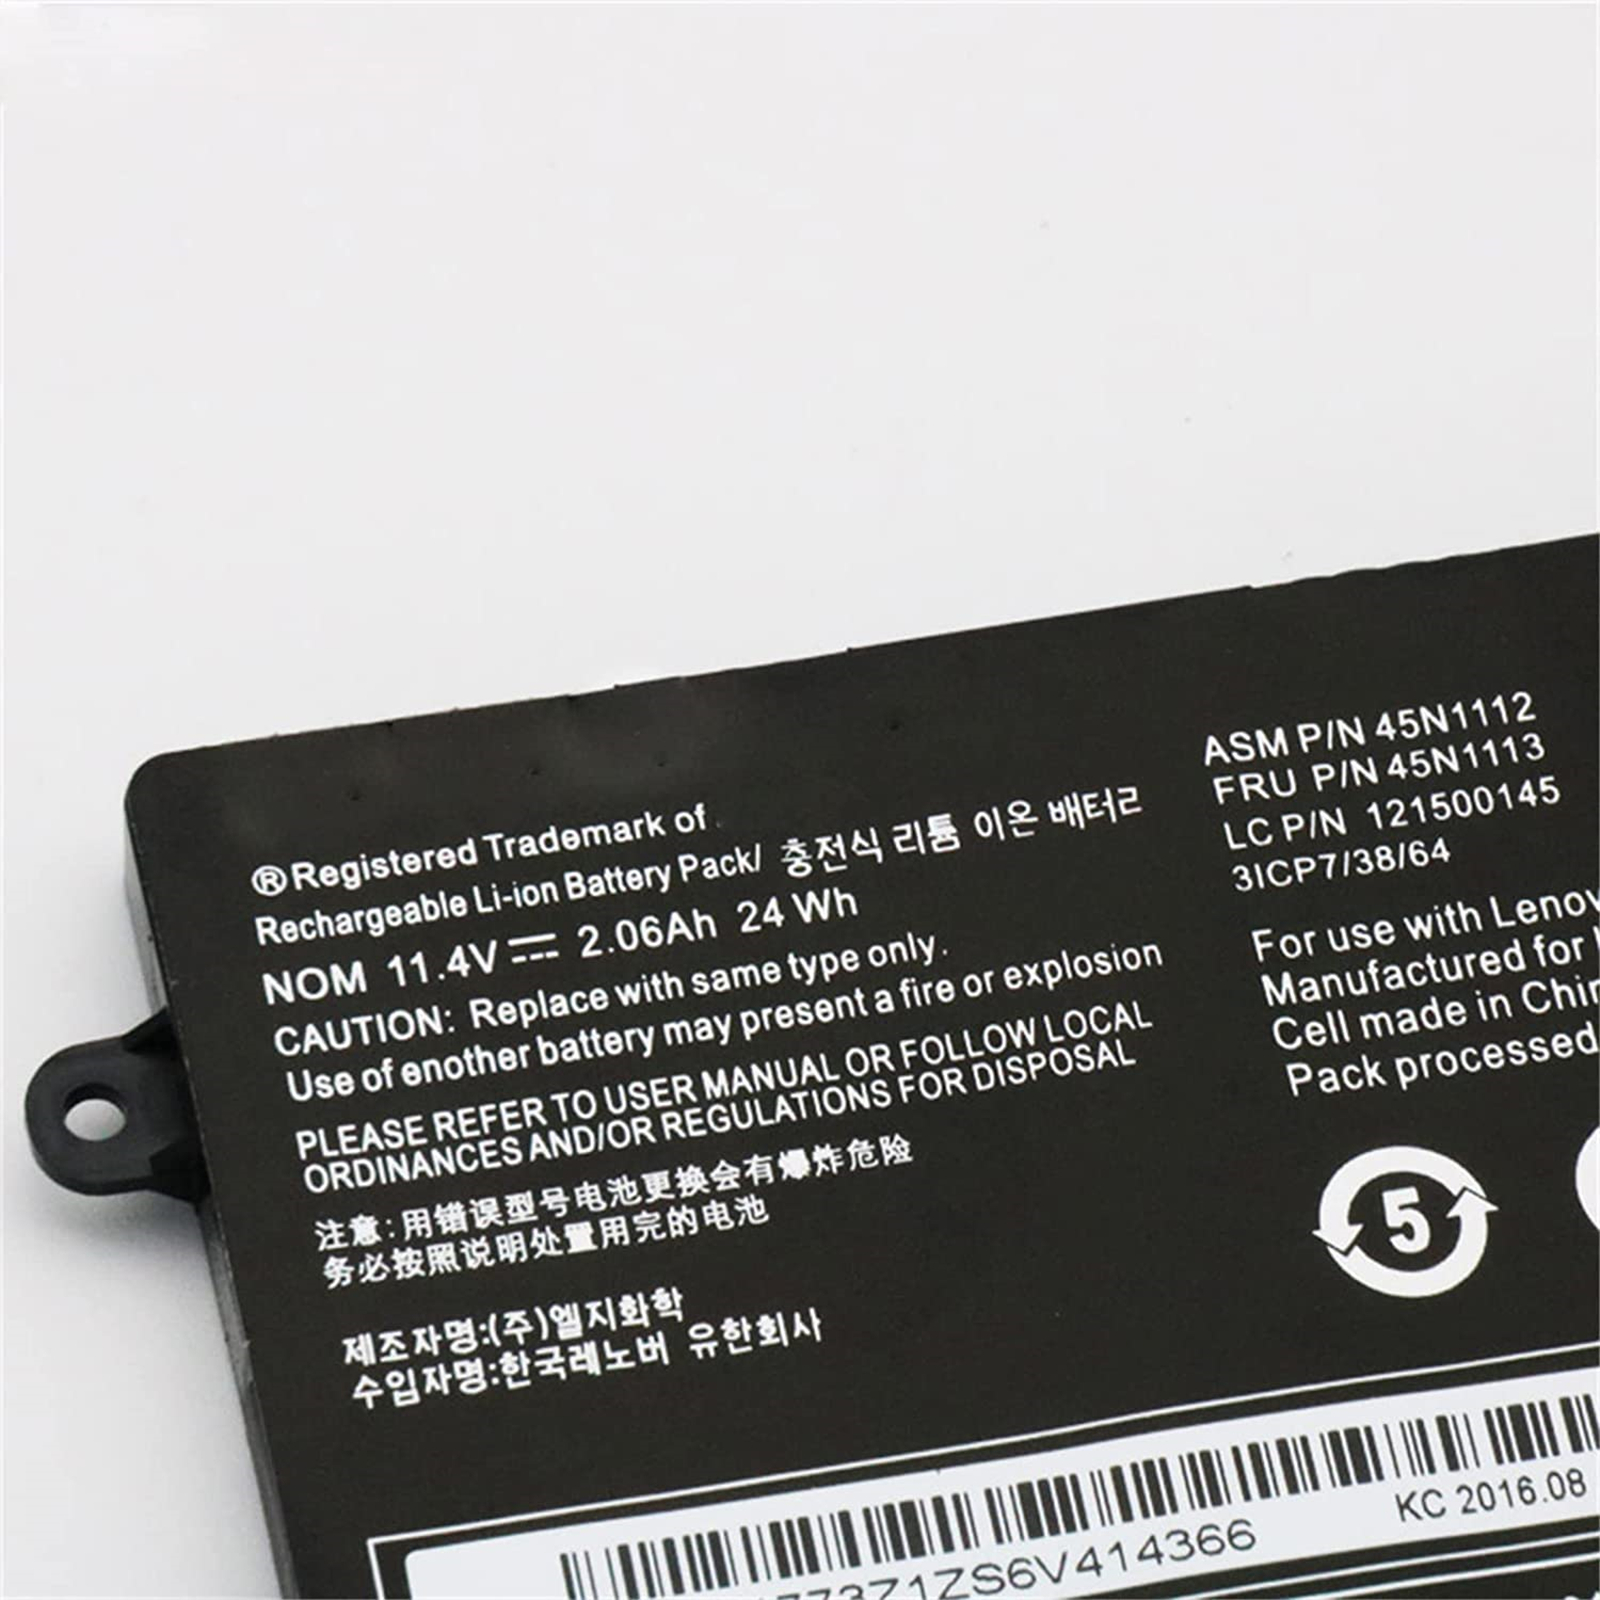 ®Registered Trademark of
Rechargeable Li-ion Battery Pack/ 충전식 리튬 이온 배터리
NOM 11.4V 2.06Ah 24 Wh
CAUTION: Replace with same type only.
Use of enother battery may present a fire or explosion
PLEASE REFER TO USER MANUAL OR FOLLOW LOCAL
ORDINANCES AND/OR REGULATIONS FOR DISPOSAL
注意:用错误型号电池更换会有爆炸危险
务必按照说明处置用完的电池
제조자명:(주)엘지화학
수입자명:한국레노버 유한회사
ASM P/N 45N1112
FRU P/N 45N1113
LC P/N 121500145
3ICP7/38/64
For use with Lenov
Manufactured for
Cell made in Chin
Pack processed
5
KC 2016.08
73Z1ZS6V414366